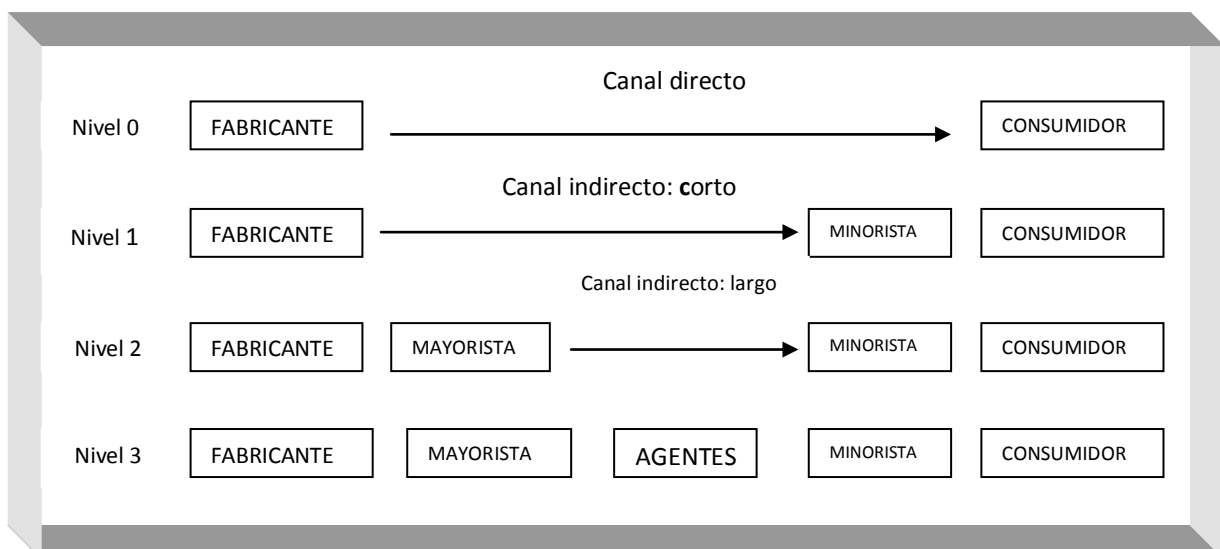 Canal directo
Nivel 0 FABRICANTE CONSUMIDOR
Canal indirecto: corto
Nivel 1 FABRICANTE MINORISTA CONSUMIDOR
Canal indirecto: largo
Nivel 2 FABRICANTE MAYORISTA MINORISTA CONSUMIDOR
Nivel 3 FABRICANTE MAYORISTA AGENTES MINORISTA CONSUMIDOR